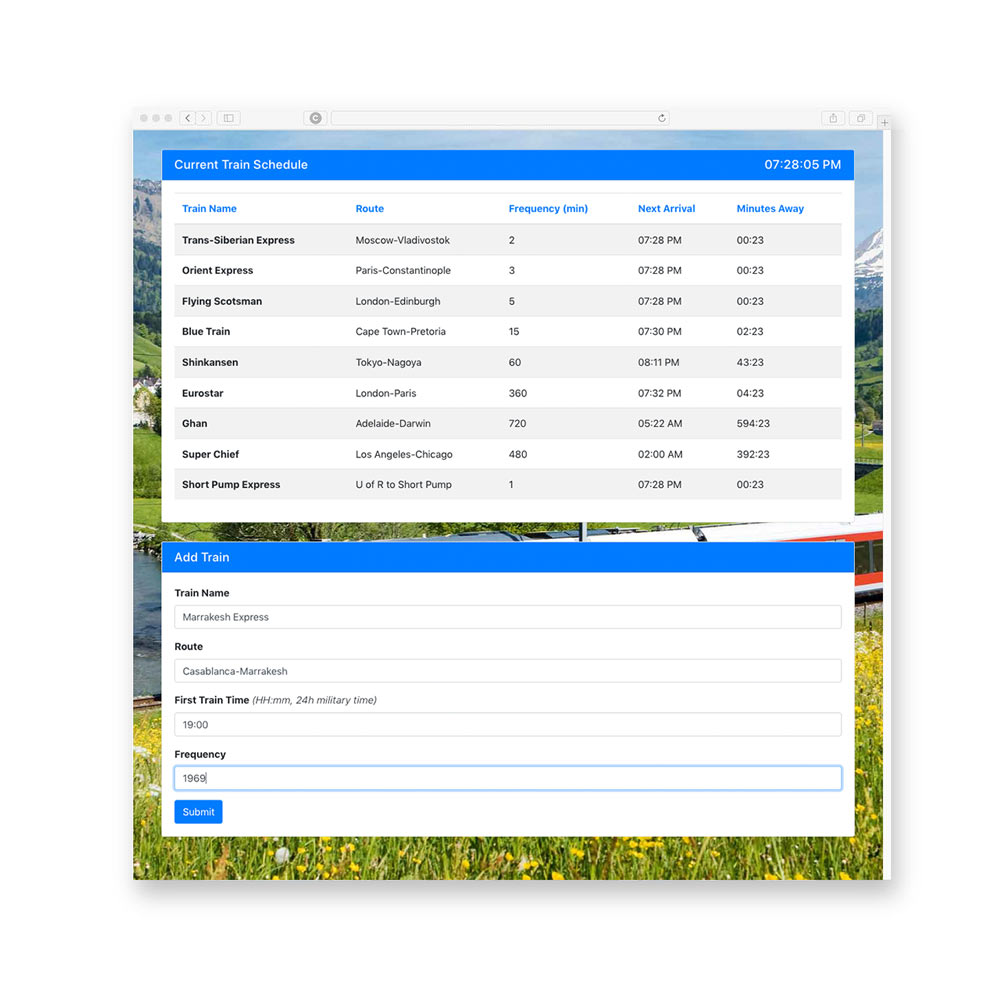 Current Train Schedule 07:28:05 PM
Train Name Route Frequency (min) Next Arrival Minutes Away
Trans-Siberian Express Moscow-Vladivostok 2 07:28 PM 00:23
Orient Express Paris-Constantinople 3 07:28 PM 00:23
Flying Scotsman London-Edinburgh 5 07:28 PM 00:23
Blue Train Cape Town-Pretoria 15 07:30 PM 02:23
Shinkansen Tokyo-Nagoya 60 08:11 PM 43:23
Eurostar London-Paris 360 07:32 PM 04:23
Ghan Adelaide-Darwin 720 05:22 AM 594:23
Super Chief Los Angeles-Chicago 480 02:00 AM 392:23
Short Pump Express U of R to Short Pump 1 07:28 PM 00:23
Add Train
Train Name
Marrakesh Express
Route
Casablanca-Marrakesh
First Train Time (HH:mm, 24h military time)
19:00
Frequency
1969
Submit